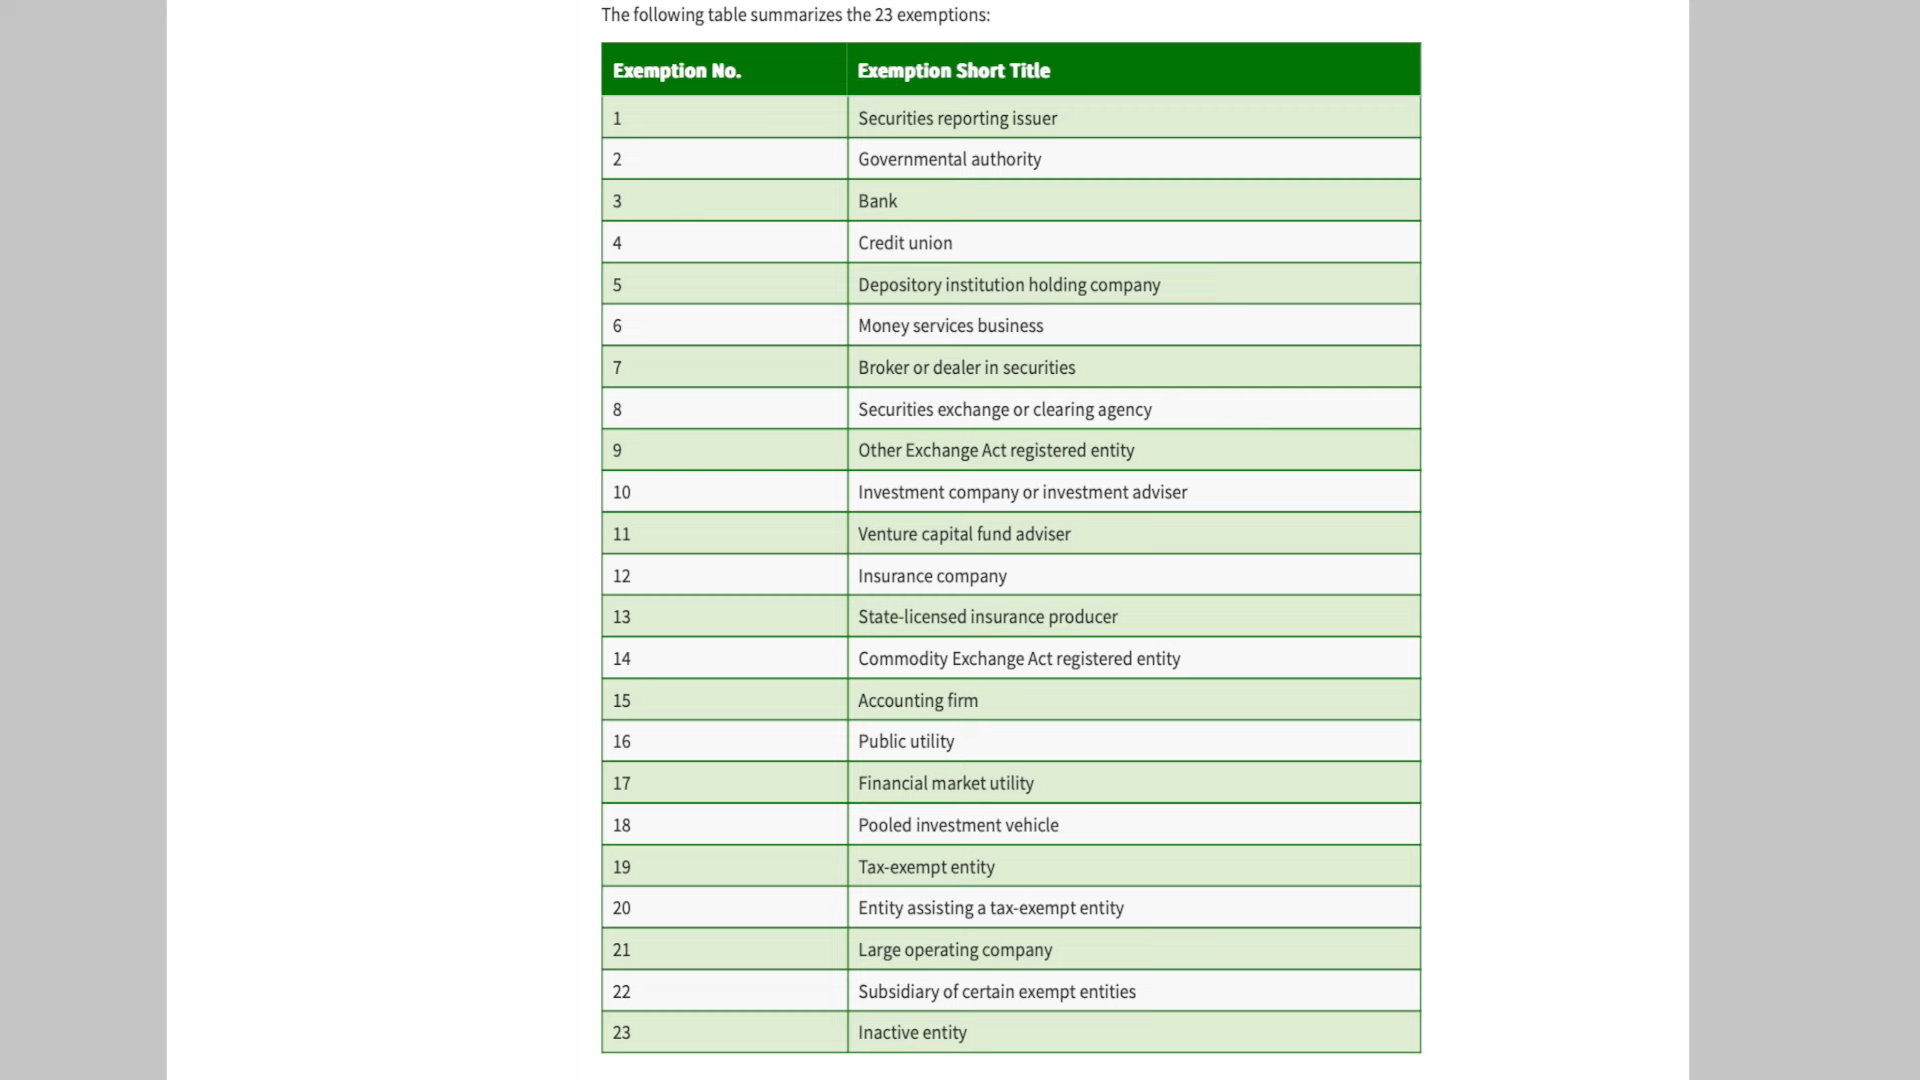 The following table summarizes the 23 exemptions:
Exemption No. Exemption Short Title
1 Securities reporting issuer
2 Governmental authority
3 Bank
4 Credit union
5 Depository institution holding company
6 Money services business
7 Broker or dealer in securities
8 Securities exchange or clearing agency
9 Other Exchange Act registered entity
10 Investment company or investment adviser
11 Venture capital fund adviser
12 Insurance company
13 State-licensed insurance producer
14 Commodity Exchange Act registered entity
15 Accounting firm
16 Public utility
17 Financial market utility
18 Pooled investment vehicle
19 Tax-exempt entity
20 Entity assisting a tax-exempt entity
21 Large operating company
22 Subsidiary of certain exempt entities
23 Inactive entity